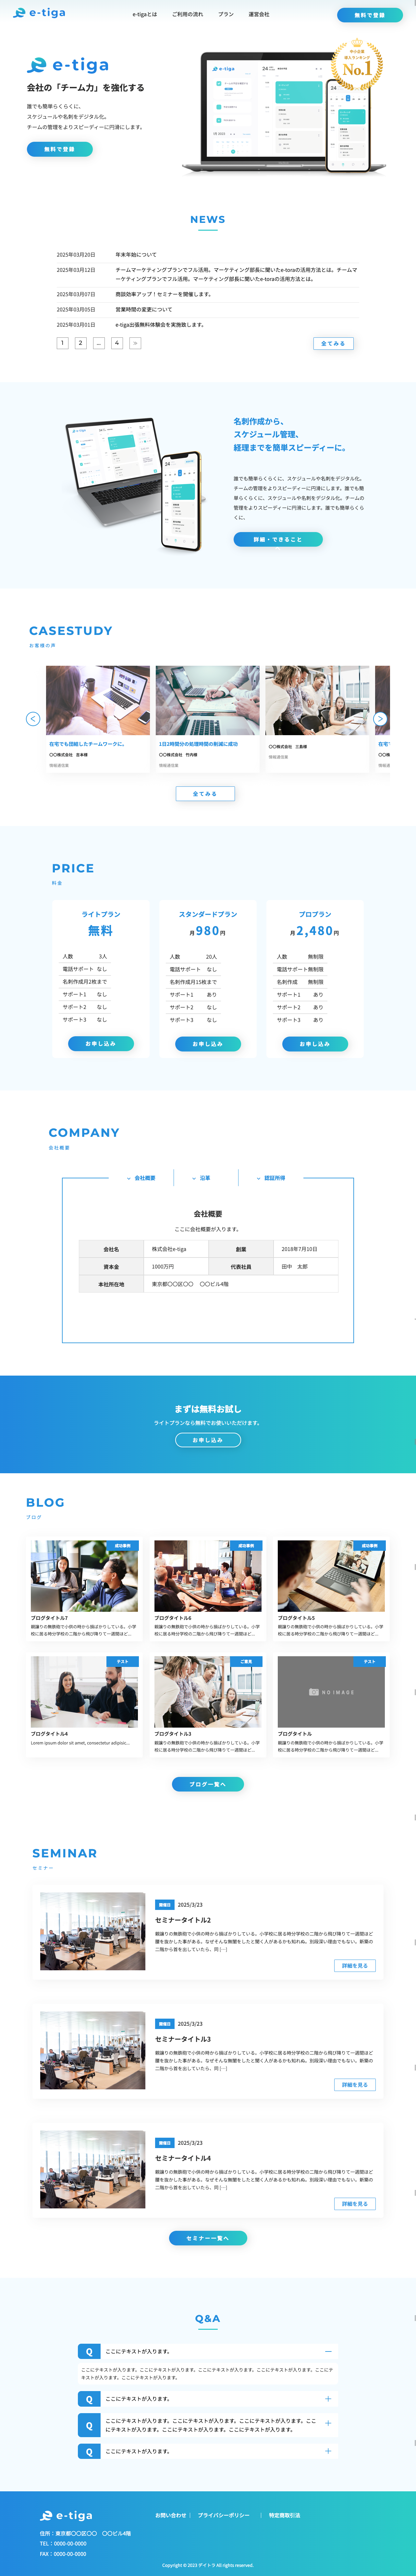 e-tiga
e-tigaとは
ご利用の流れ
プラン
運営会社
無料で登録
e-tiga
会社の「チーム力」を強化する
誰でも簡単らくらくに、
スケジュールや名刺をデジタル化。
チームの管理をよりスピーディーに円滑にします。
無料で登録
No.1
NEWS
2025年03月20日 年末年始について
2025年03月12日 チームマーケティングプランでフル活用。マーケティング部長に聞いたe-toraの活用方法とは。チームマ
ーケティングプランでフル活用。マーケティング部長に聞いたe-toraの活用方法とは。
2025年03月07日 商談効率アップ！セミナーを開催します。
2025年03月05日 営業時間の変更について
2025年03月01日 e-tiga出張無料体験会を実施致します。
1 2 … 4 >
全てみる
名刺作成から、
スケジュール管理、
経理までを簡単スピーディーに。
誰でも簡単らくらくに、スケジュールや名刺をデジタル化。
チームの管理をよりスピーディーに円滑にします。誰でも簡
単らくらくに、スケジュールや名刺をデジタル化。チームの
管理をよりスピーディーに円滑にします。誰でも簡単らくら
くに、
詳細・できること
CASESTUDY
お客様の声
在宅でも団結したチームワークに。
〇〇株式会社 吉本様
情報通信業
1日2時間分の処理時間の削減に成功
〇〇株式会社 竹内様
情報通信業
〇〇株式会社 三島様
情報通信業
全てみる
PRICE
料金
ライトプラン
無料
人数 3人
電話サポート なし
名刺作成 月2枚まで
サポート1 なし
サポート2 なし
サポート3 なし
お申し込み
スタンダードプラン
月980円
人数 20人
電話サポート なし
名刺作成 月15枚まで
サポート1 あり
サポート2 なし
サポート3 なし
お申し込み
プロプラン
月2,480円
人数 無制限
電話サポート 無制限
名刺作成 無制限
サポート1 あり
サポート2 あり
サポート3 あり
お申し込み
COMPANY
会社概要
会社概要
沿革
認証所得
会社概要
ここに会社概要が入ります。
会社名 株式会社e-tiga 創業 2018年7月10日
資本金 1000万円 代表社員 田中 太郎
本社所在地 東京都〇〇区〇〇 〇〇ビル4階
まずは無料お試し
ライトプランなら無料でお使いいただけます。
お申し込み
BLOG
ブログ
成功事例
ブログタイトル7
親譲りの無鉄砲で小供の時から損ばかりしている。小学
校に居る時分学校の二階から飛び降りて一週間ほど...
成功事例
ブログタイトル6
親譲りの無鉄砲で小供の時から損ばかりしている。小学
校に居る時分学校の二階から飛び降りて一週間ほど...
成功事例
ブログタイトル5
親譲りの無鉄砲で小供の時から損ばかりしている。小学
校に居る時分学校の二階から飛び降りて一週間ほど...
テスト
ブログタイトル4
Lorem ipsum dolor sit amet, consectetur adipisic...
ご意見
ブログタイトル3
親譲りの無鉄砲で小供の時から損ばかりしている。小学
校に居る時分学校の二階から飛び降りて一週間ほど...
テスト
NO IMAGE
ブログタイトル
親譲りの無鉄砲で小供の時から損ばかりしている。小学
校に居る時分学校の二階から飛び降りて一週間ほど...
ブログ一覧へ
SEMINAR
セミナー
開催日 2025/3/23
セミナータイトル2
親譲りの無鉄砲で小供の時から損ばかりしている。小学校に居る時分学校の二階から飛び降りて一週間ほど
腰を抜かした事がある。なぜそんな無闇をしたと聞く人があるかも知れぬ。別段深い理由でもない。新築の
二階から首を出していたら、同 […]
詳細を見る
開催日 2025/3/23
セミナータイトル3
親譲りの無鉄砲で小供の時から損ばかりしている。小学校に居る時分学校の二階から飛び降りて一週間ほど
腰を抜かした事がある。なぜそんな無闇をしたと聞く人があるかも知れぬ。別段深い理由でもない。新築の
二階から首を出していたら、同 […]
詳細を見る
開催日 2025/3/23
セミナータイトル4
親譲りの無鉄砲で小供の時から損ばかりしている。小学校に居る時分学校の二階から飛び降りて一週間ほど
腰を抜かした事がある。なぜそんな無闇をしたと聞く人があるかも知れぬ。別段深い理由でもない。新築の
二階から首を出していたら、同 […]
詳細を見る
セミナー一覧へ
Q&A
Q ここにテキストが入ります。
ここにテキストが入ります。ここにテキストが入ります。ここにテキストが入ります。ここにテキストが入ります。ここにテ
キストが入ります。ここにテキストが入ります。
Q ここにテキストが入ります。
Q ここにテキストが入ります。ここにテキストが入ります。ここにテキストが入ります。ここ
にテキストが入ります。ここにテキストが入ります。ここにテキストが入ります。
Q ここにテキストが入ります。
e-tiga
住所：東京都〇〇区〇〇 〇〇ビル4階
TEL：0000-00-0000
FAX：0000-00-0000
お問い合わせ | プライバシーポリシー | 特定商取引法
Copyright © 2023 デイトラ All rights reserved.